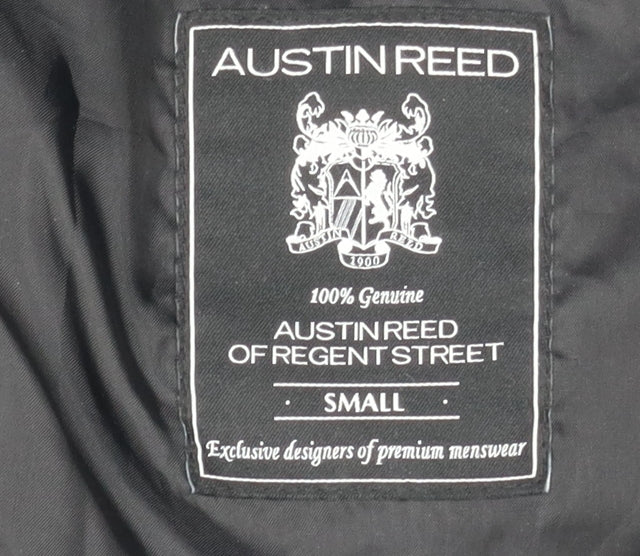 AUSTIN REED
AUSTIN REED
1900
100% Genuine
AUSTIN REED
OF REGENT STREET
· SMALL ·
Exclusive designers of premium menswear